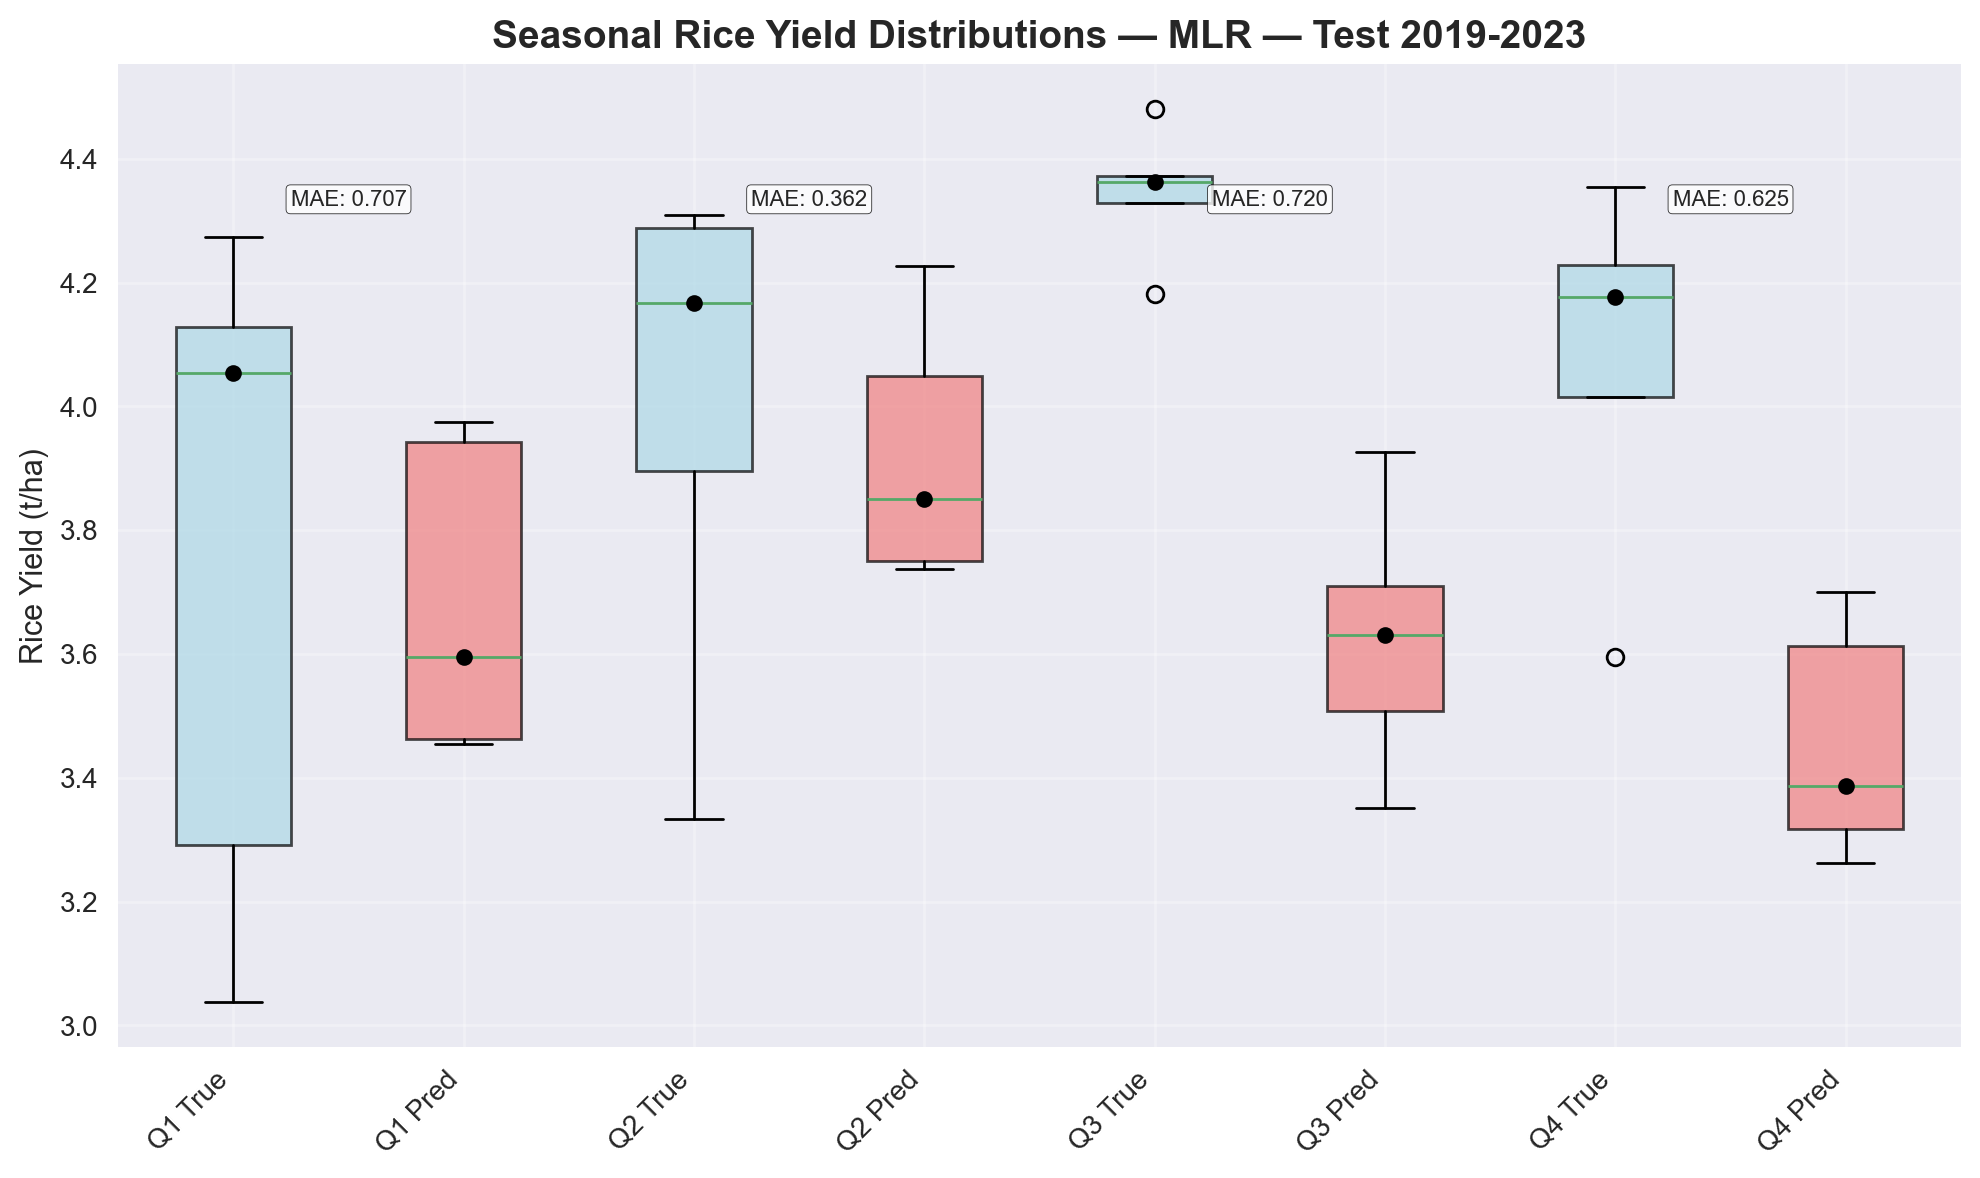 Seasonal Rice Yield Distributions — MLR — Test 2019-2023
Rice Yield (t/ha)
4.4
4.2
4.0
3.8
3.6
3.4
3.2
3.0
MAE: 0.707
MAE: 0.362
MAE: 0.720
MAE: 0.625
Q1 True
Q1 Pred
Q2 True
Q2 Pred
Q3 True
Q3 Pred
Q4 True
Q4 Pred